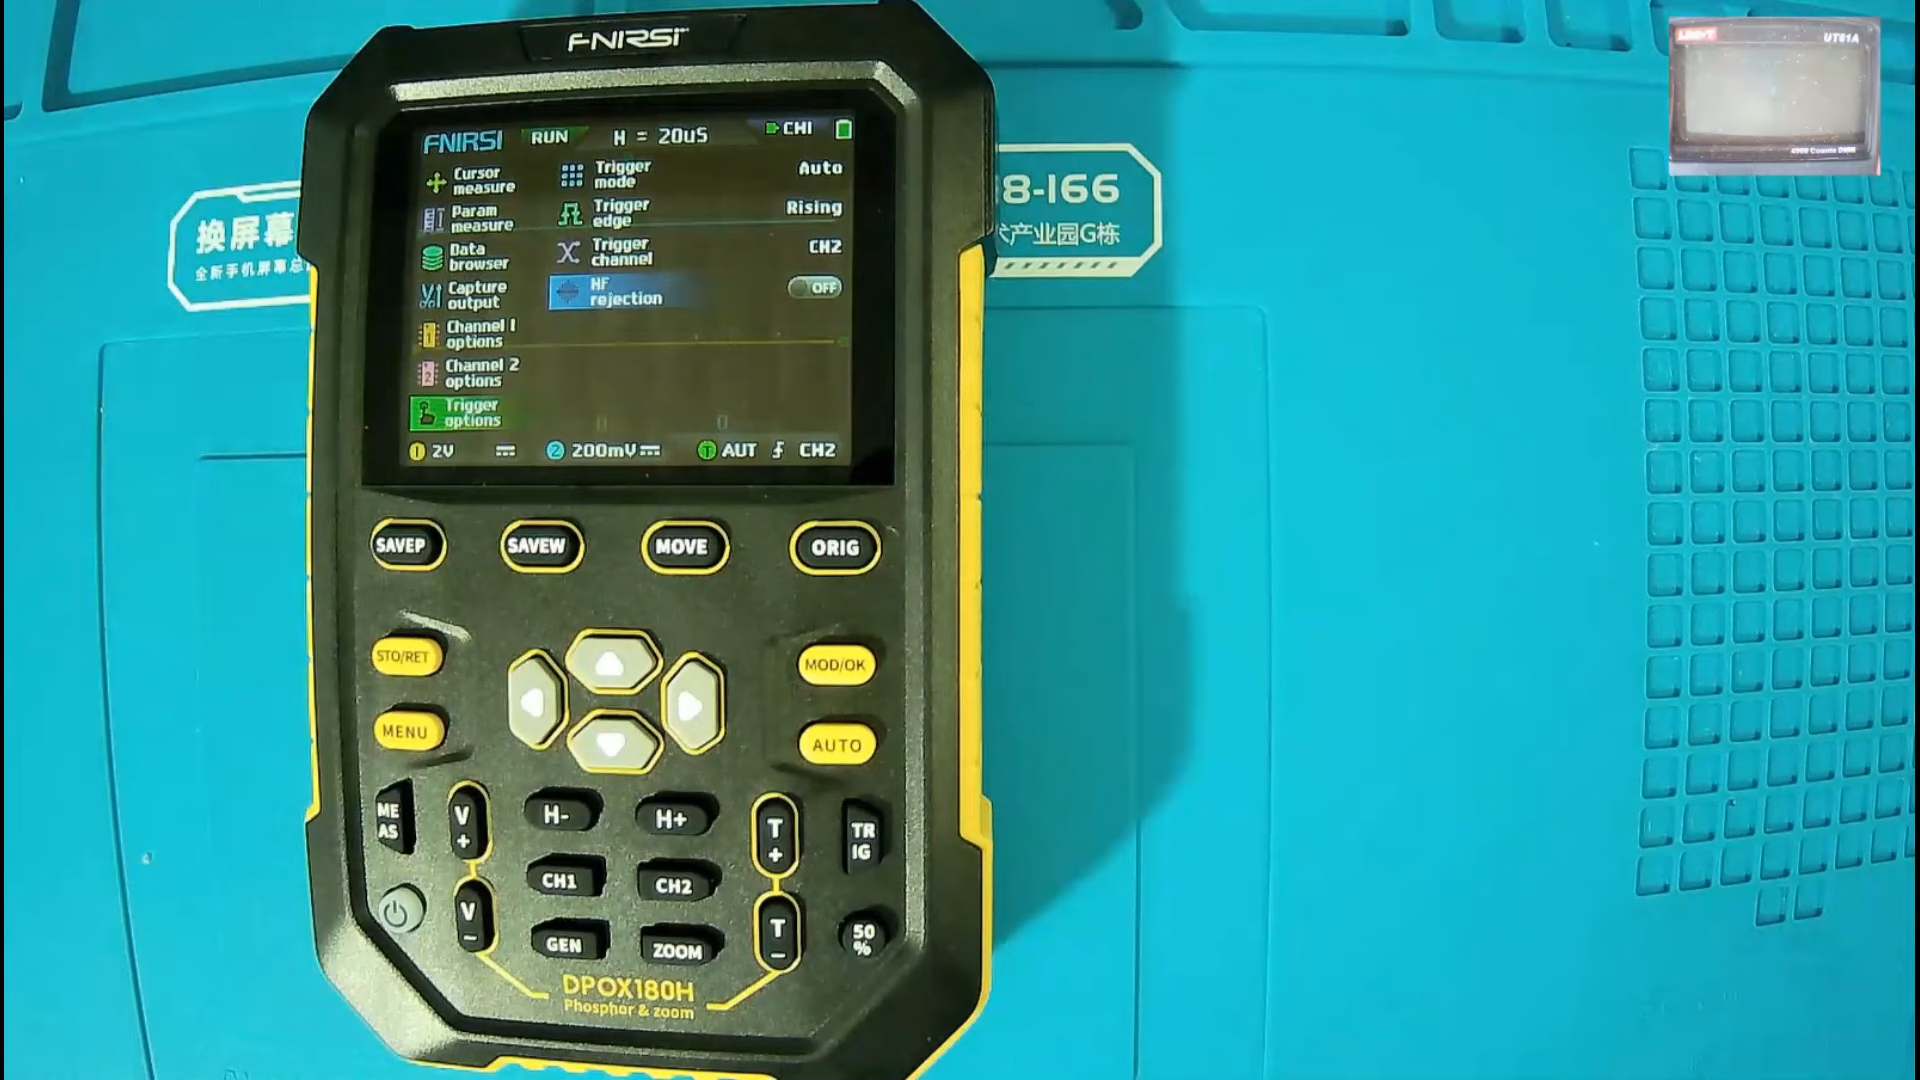 FNIRSI
FNIRSI RUN H = 20uS CH1
Cursor measure
Param measure
Data browser
Capture output
Channel 1 options
Channel 2 options
Trigger options
Trigger mode Auto
Trigger edge Rising
Trigger channel CH2
HF rejection OFF
1 2V 2 200mV T AUT CH2
SAVEP SAVEW MOVE ORIG
STO/RET MOD/OK
MENU AUTO
ME AS V + H- H+ T + TR IG
CH1 CH2
V - GEN ZOOM T - 50 %
DPOX180H
Phosphor & zoom
换屏幕
8-166
产业园G栋
UNI-T UT61A